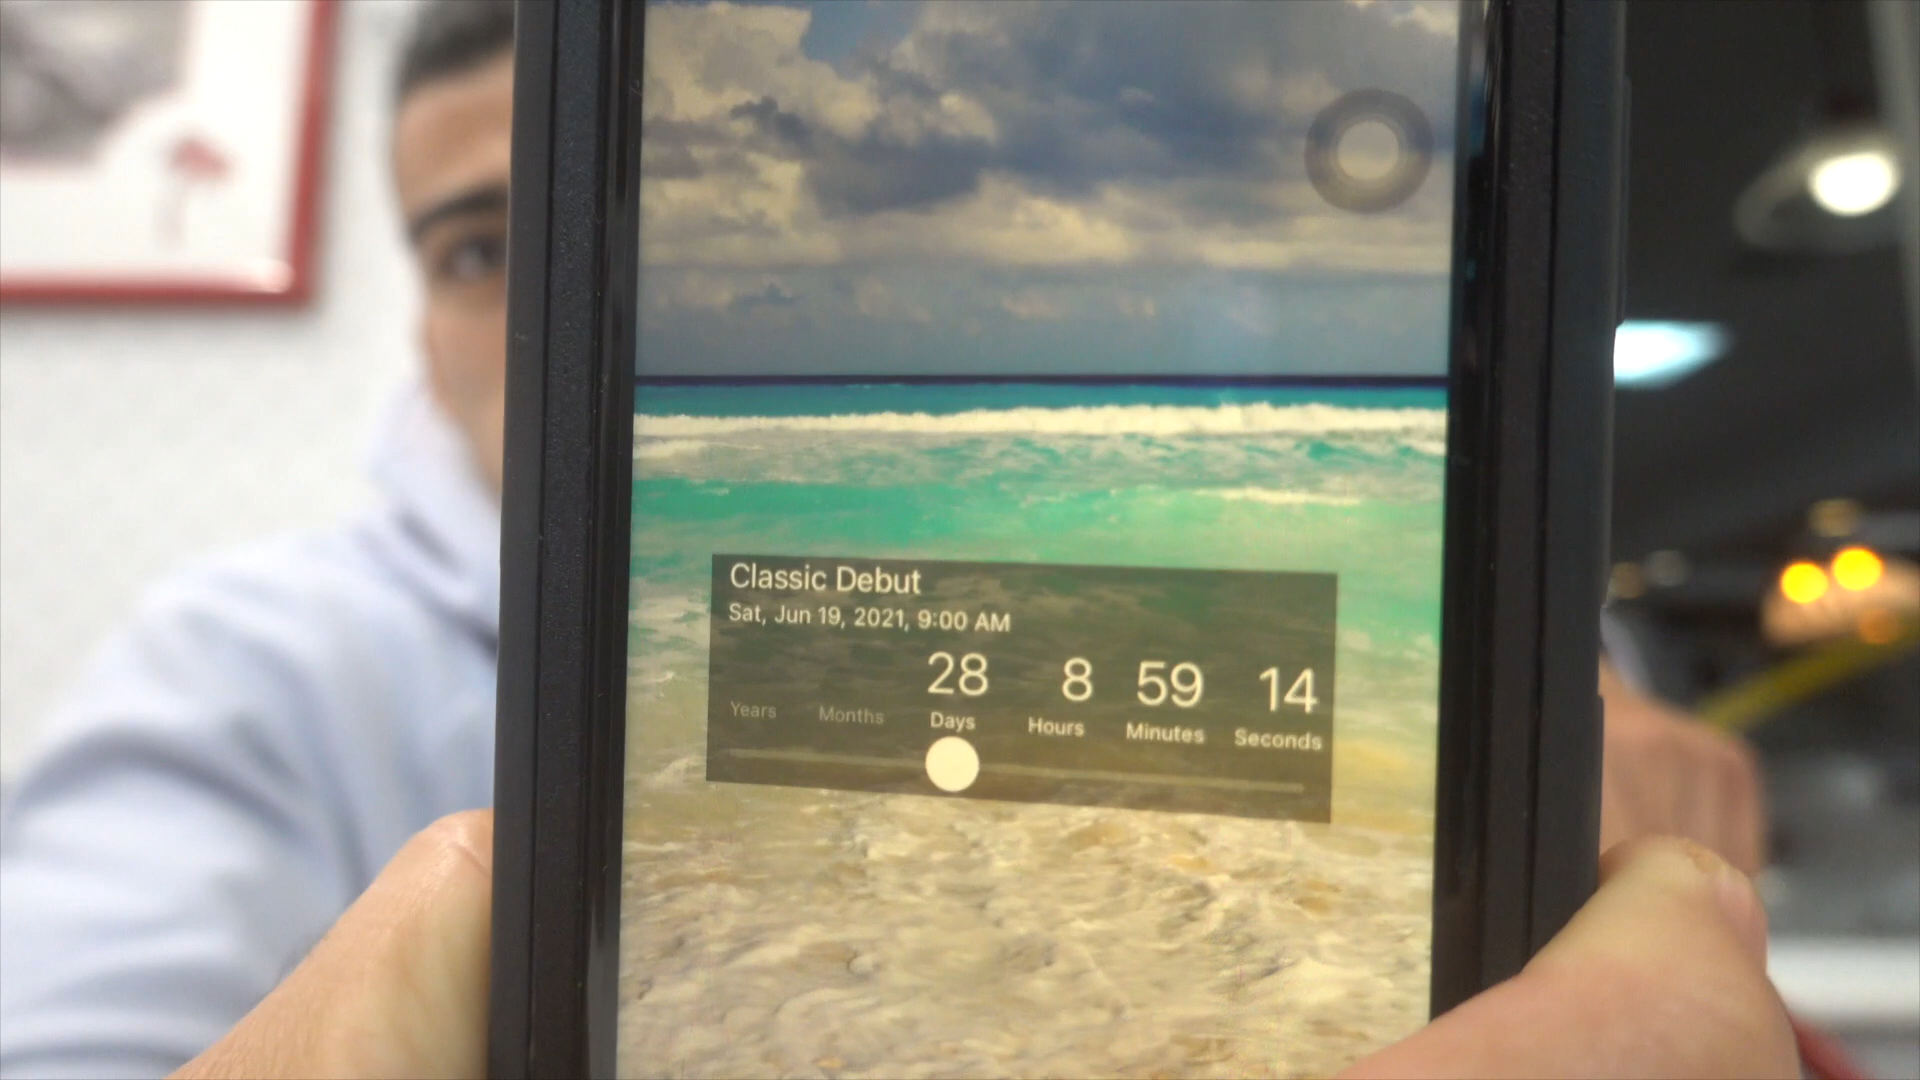 Classic Debut
Sat, Jun 19, 2021, 9:00 AM
28 8 59 14
Years Months Days Hours Minutes Seconds